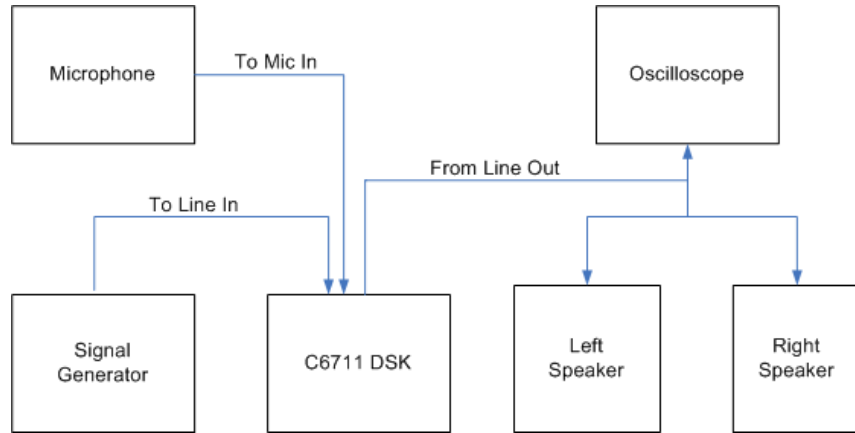 Microphone
To Mic In
Oscilloscope
From Line Out
To Line In
Signal
Generator
C6711 DSK
Left
Speaker
Right
Speaker